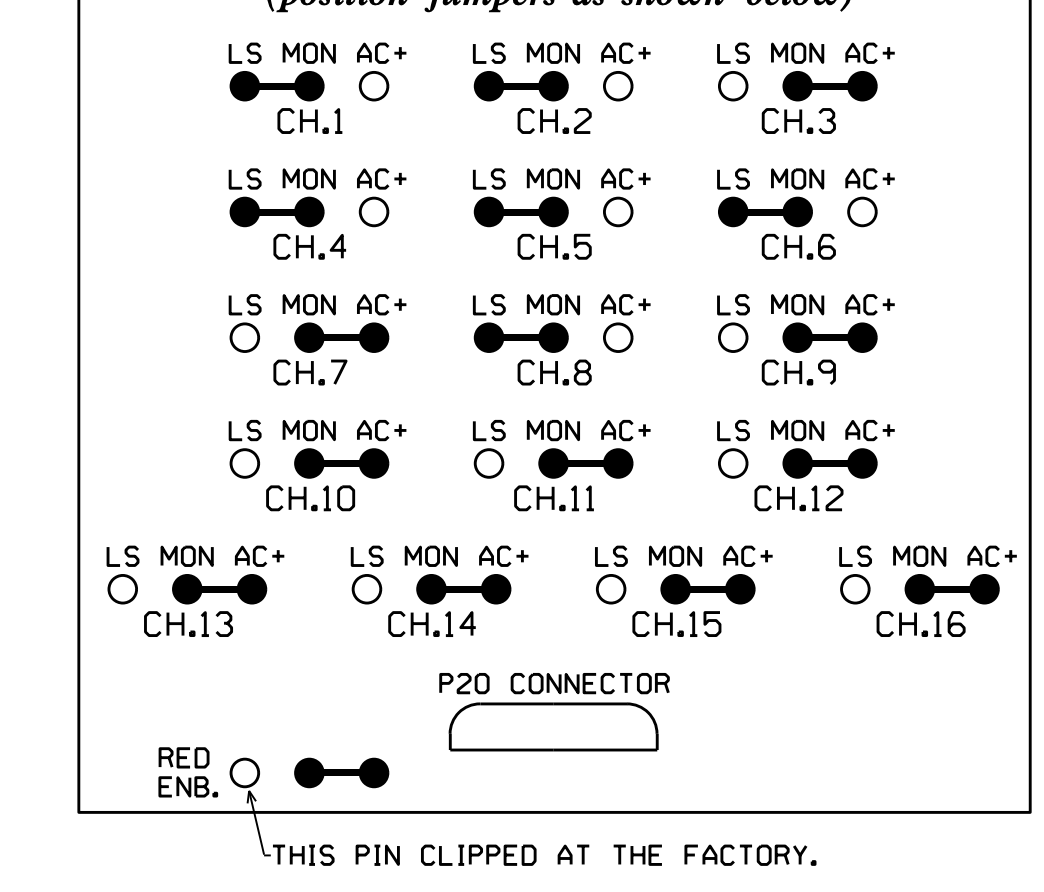 (position jumpers as shown below)
LS MON AC+ LS MON AC+ LS MON AC+
CH.1 CH.2 CH.3
LS MON AC+ LS MON AC+ LS MON AC+
CH.4 CH.5 CH.6
LS MON AC+ LS MON AC+ LS MON AC+
CH.7 CH.8 CH.9
LS MON AC+ LS MON AC+ LS MON AC+
CH.10 CH.11 CH.12
LS MON AC+ LS MON AC+ LS MON AC+ LS MON AC+
CH.13 CH.14 CH.15 CH.16
P20 CONNECTOR
RED
ENB.
THIS PIN CLIPPED AT THE FACTORY.